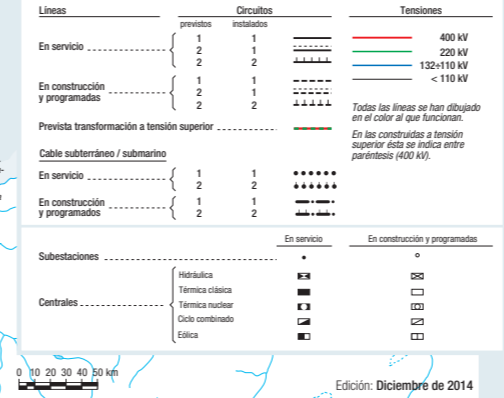 Líneas Circuitos Tensiones
previstos instalados
En servicio 1 1
2 1
2 2
En construcción y programadas 1 1
2 1
2 2
400 kV
220 kV
132÷110 kV
< 110 kV
Prevista transformación a tensión superior
Todas las líneas se han dibujado
en el color al que funcionan.
En las construidas a tensión
superior ésta se indica entre
paréntesis (400 kV).
Cable subterráneo / submarino
En servicio 1 1
2 2
En construcción y programados 1 1
2 2
En servicio En construcción y programadas
Subestaciones
Centrales
Hidráulica
Térmica clásica
Térmica nuclear
Ciclo combinado
Eólica
0 10 20 30 40 50 km
Edición: Diciembre de 2014